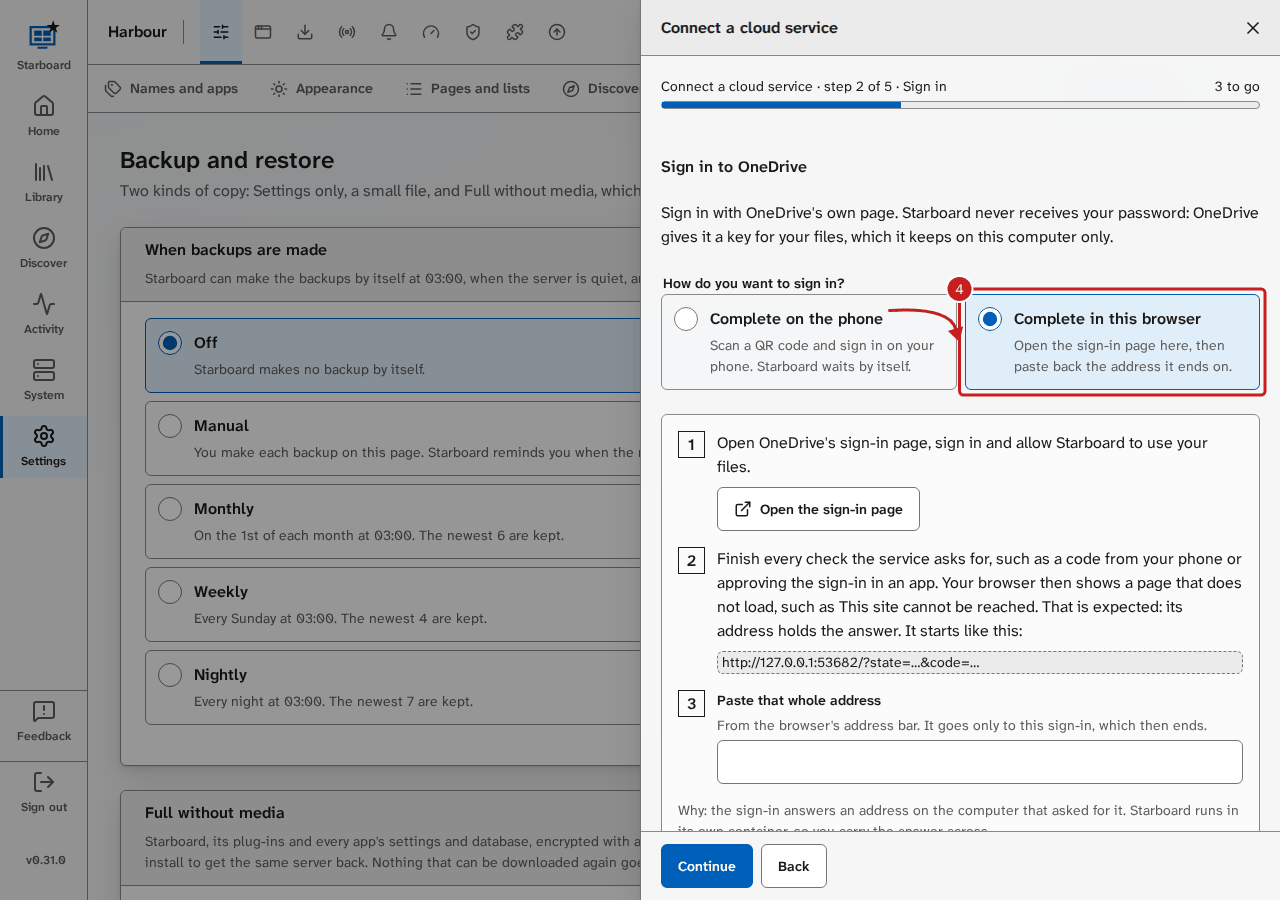 Starboard
Home
Library
Discover
Activity
System
Settings
Feedback
Sign out
v0.31.0
Harbour
Names and apps
Appearance
Pages and lists
Discove
Backup and restore
Two kinds of copy: Settings only, a small file, and Full without media, which
When backups are made
Starboard can make the backups by itself at 03:00, when the server is quiet, a
Off
Starboard makes no backup by itself.
Manual
You make each backup on this page. Starboard reminds you when the
Monthly
On the 1st of each month at 03:00. The newest 6 are kept.
Weekly
Every Sunday at 03:00. The newest 4 are kept.
Nightly
Every night at 03:00. The newest 7 are kept.
Full without media
Starboard, its plug-ins and every app's settings and database, encrypted with a
install to get the same server back. Nothing that can be downloaded again goe
Connect a cloud service
Connect a cloud service · step 2 of 5 · Sign in
3 to go
Sign in to OneDrive
Sign in with OneDrive's own page. Starboard never receives your password: OneDrive
gives it a key for your files, which it keeps on this computer only.
How do you want to sign in?
4
Complete on the phone
Scan a QR code and sign in on your
phone. Starboard waits by itself.
Complete in this browser
Open the sign-in page here, then
paste back the address it ends on.
1
Open OneDrive's sign-in page, sign in and allow Starboard to use your
files.
Open the sign-in page
2
Finish every check the service asks for, such as a code from your phone or
approving the sign-in in an app. Your browser then shows a page that does
not load, such as This site cannot be reached. That is expected: its
address holds the answer. It starts like this:
http://127.0.0.1:53682/?state=…&code=…
3
Paste that whole address
From the browser's address bar. It goes only to this sign-in, which then ends.
Why: the sign-in answers an address on the computer that asked for it. Starboard runs in
its own container, so you carry the answer across.
Continue
Back